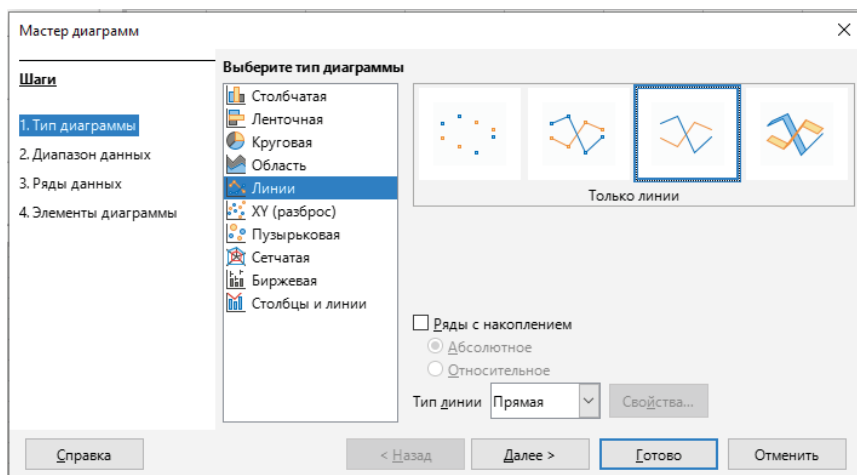 Мастер диаграмм
Шаги
1. Тип диаграммы
2. Диапазон данных
3. Ряды данных
4. Элементы диаграммы
Выберите тип диаграммы
Столбчатая
Ленточная
Круговая
Область
Линии
XY (разброс)
Пузырьковая
Сетчатая
Биржевая
Столбцы и линии
Только линии
Ряды с накоплением
Абсолютное
Относительное
Тип линии Прямая Свойства...
Справка < Назад Далее > Готово Отменить